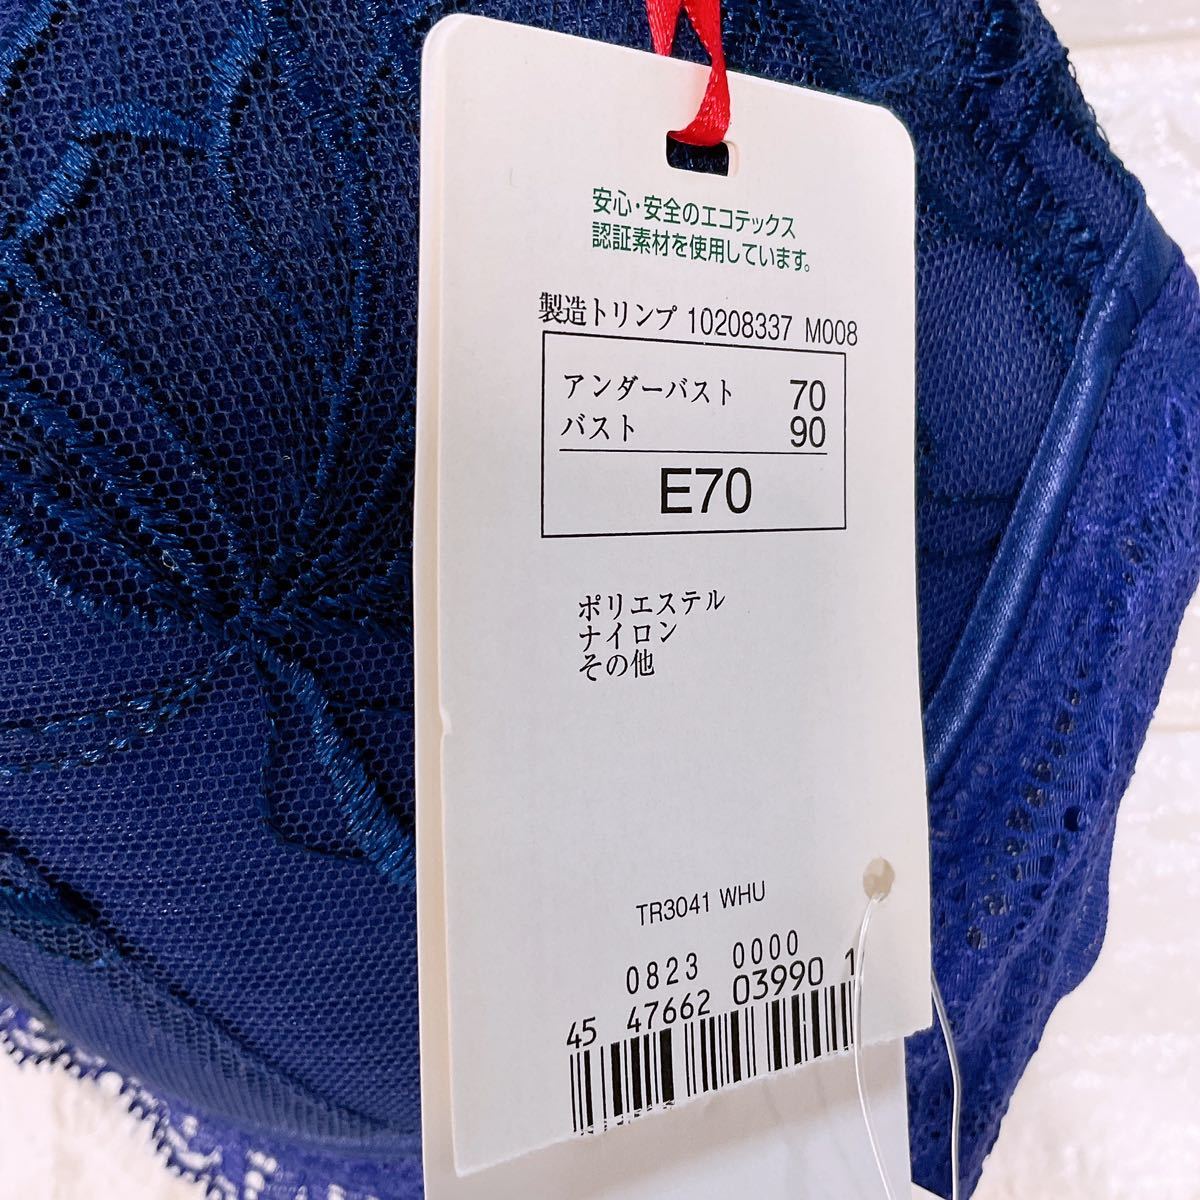 安心・安全のエコテックス
認証素材を使用しています。
製造トリンプ 10208337 M008
アンダーバスト 70
バスト 90
E70
ポリエステル
ナイロン
その他
TR3041 WHU
0823 0000
45 47662 03990 1